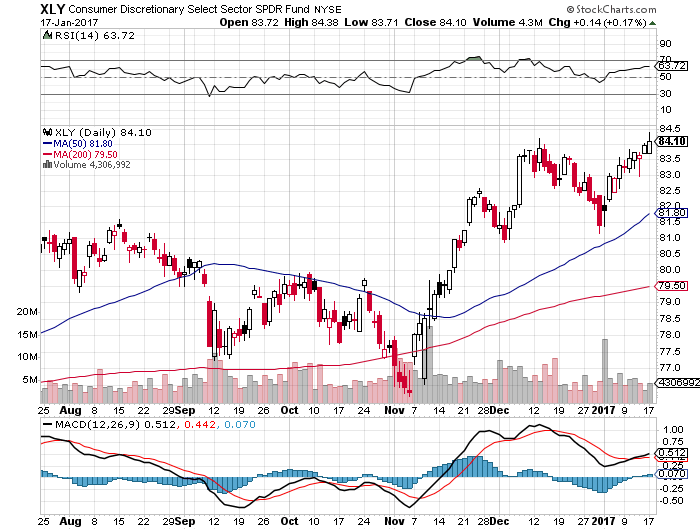 XLY Consumer Discretionary Select Sector SPDR Fund NYSE © StockCharts.com
17-Jan-2017 Open 83.72 High 84.38 Low 83.71 Close 84.10 Volume 4.3M Chg +0.14 (+0.17%)
RSI(14) 63.72
90
70
63.72
50
30
10
XLY (Daily) 84.10
MA(50) 81.80
MA(200) 79.50
Volume 4,306,992
84.5
84.10
83.5
83.0
82.5
82.0
81.80
81.5
81.0
80.5
80.0
79.50
79.0
78.5
78.0
77.5
77.0
76.5
4306992
20M
15M
10M
5M
25 Aug 8 15 22 Sep 12 19 26 Oct 10 17 24 Nov 7 14 21 28 Dec 12 19 27 2017 9 17
MACD(12,26,9) 0.512, 0.442, 0.070
1.00
0.75
0.512
0.25
0.070
-0.25
-0.50
25 Aug 8 15 22 Sep 12 19 26 Oct 10 17 24 Nov 7 14 21 28 Dec 12 19 27 2017 9 17